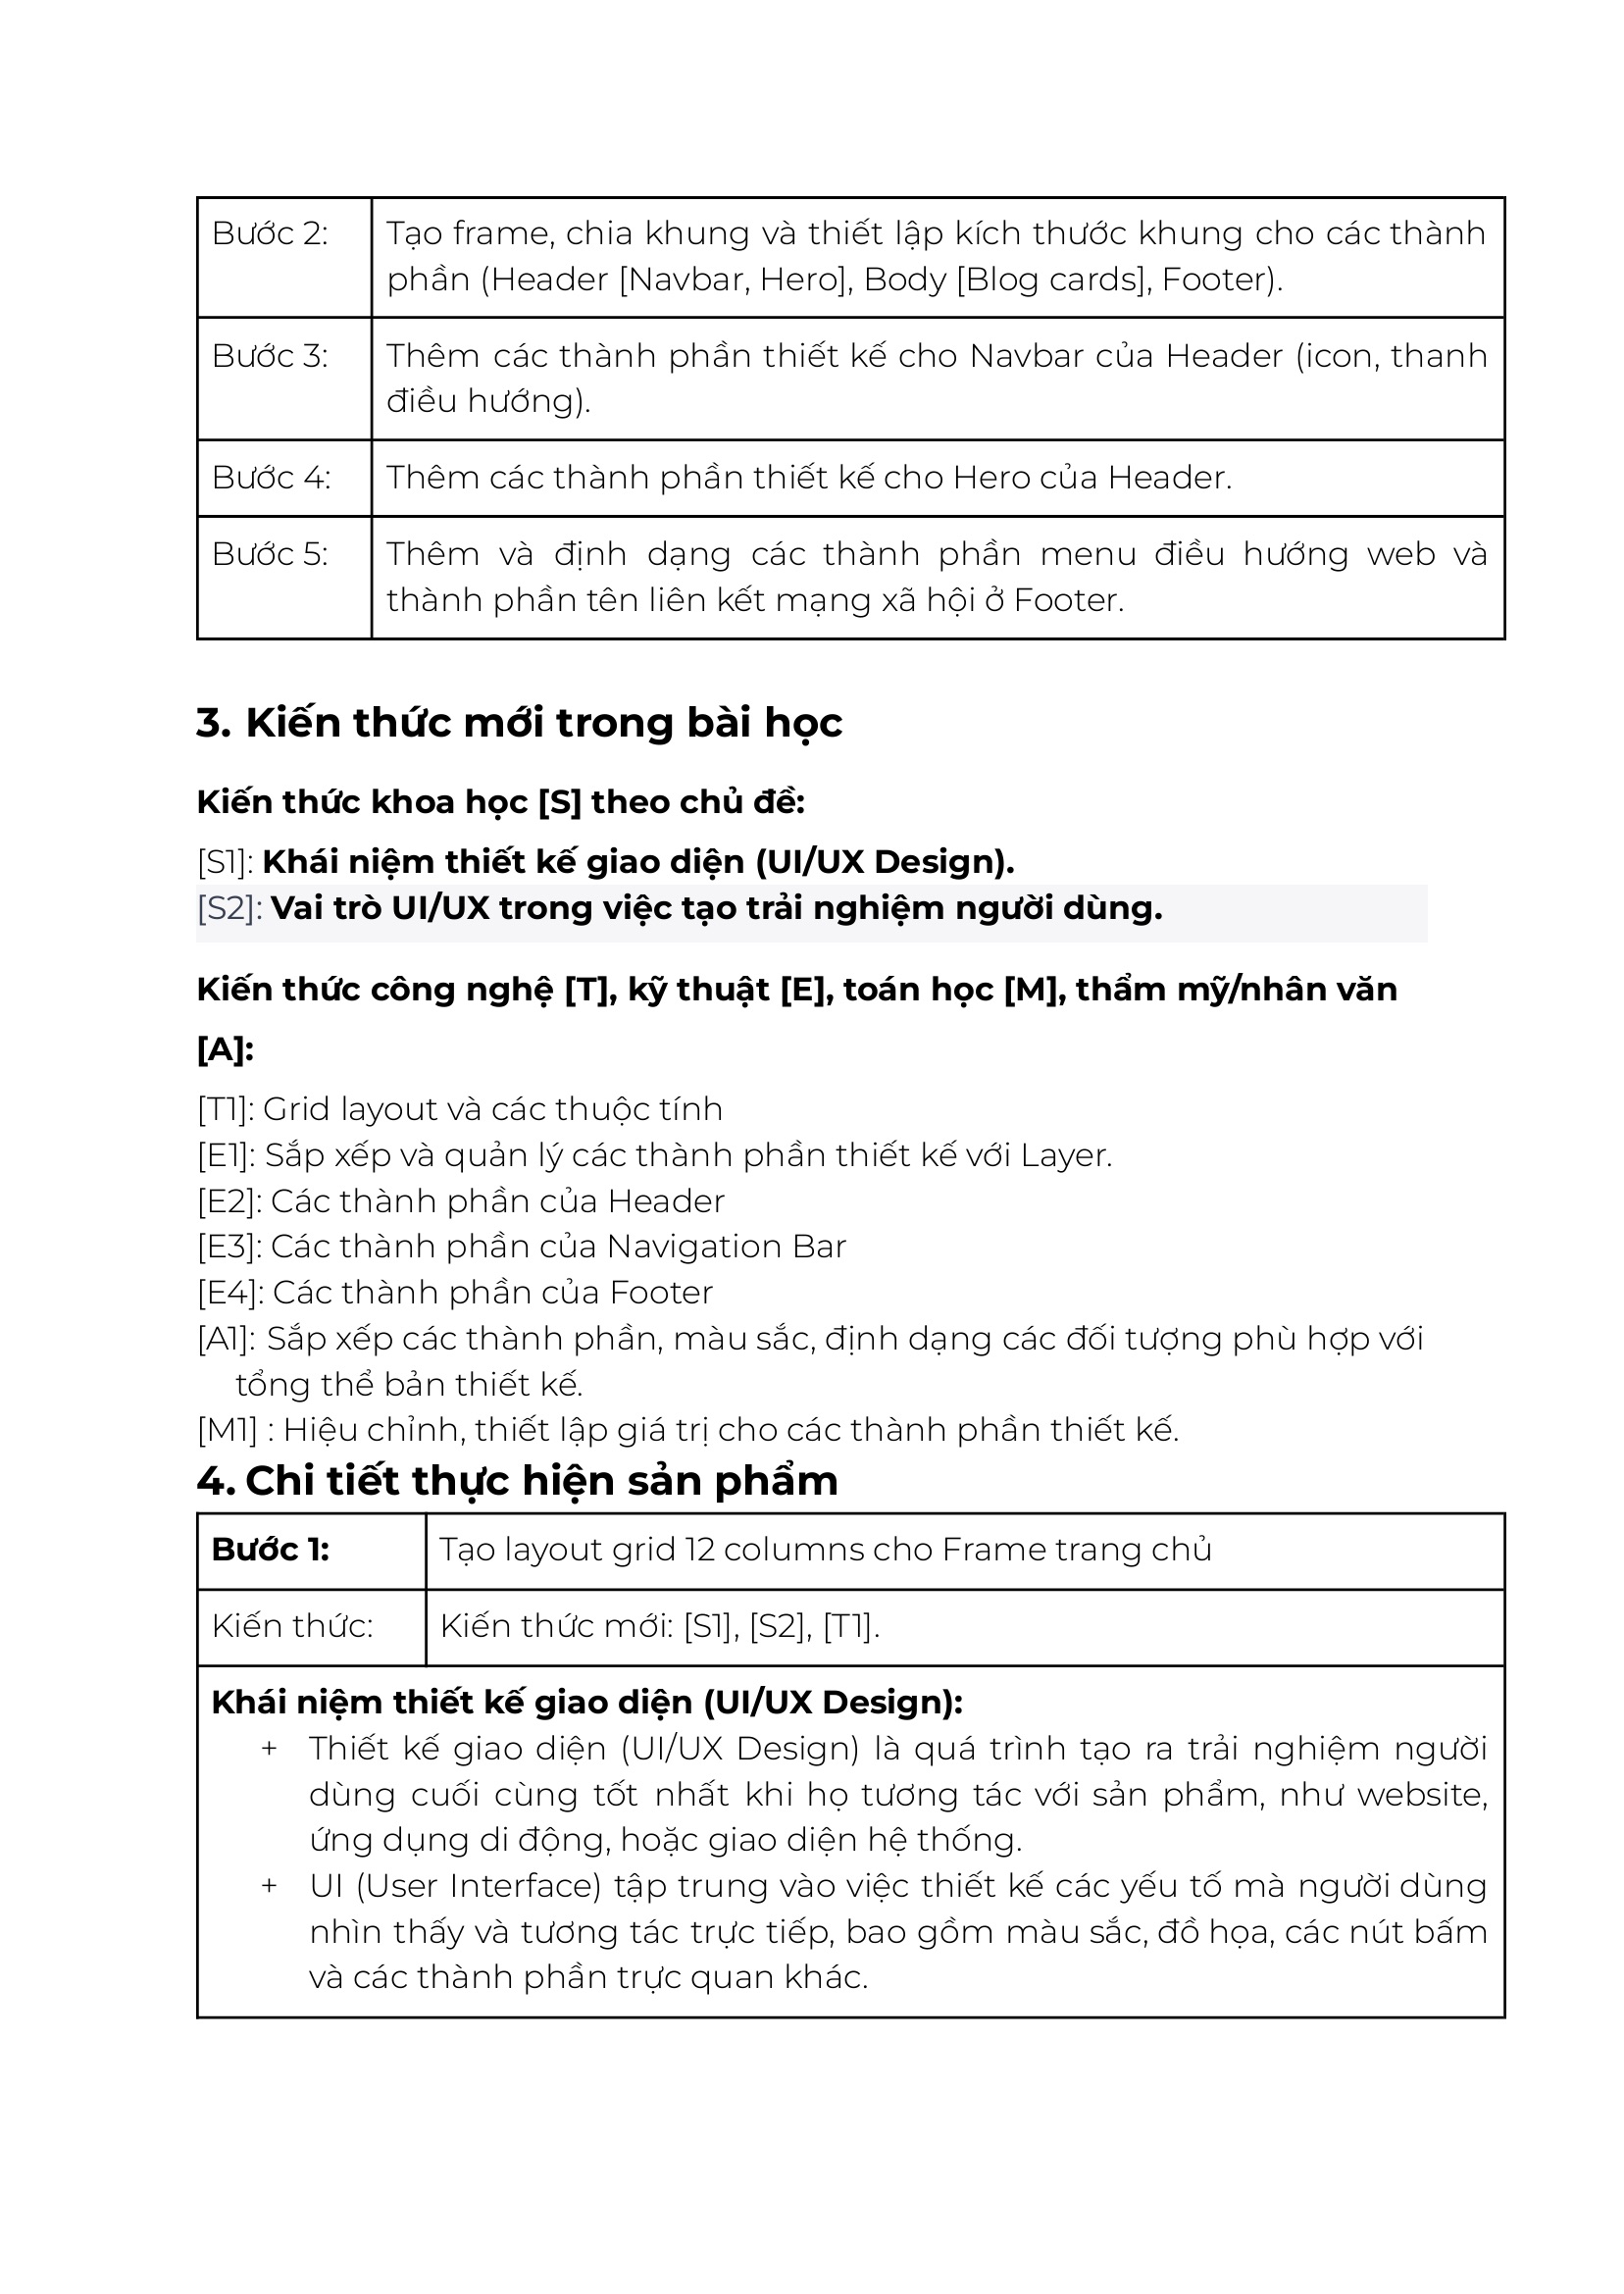 Bước 2:
Tạo frame, chia khung và thiết lập kích thước khung cho các thành
phần (Header [Navbar, Hero], Body [Blog cards], Footer).
Bước 3:
Thêm các thành phần thiết kế cho Navbar của Header (icon, thanh
điều hướng).
Bước 4:
Thêm các thành phần thiết kế cho Hero của Header.
Bước 5:
Thêm và định dạng các thành phần menu điều hướng web và
thành phần tên liên kết mạng xã hội ở Footer.
3. Kiến thức mới trong bài học
Kiến thức khoa học [S] theo chủ đề:
[S1]: Khái niệm thiết kế giao diện (UI/UX Design).
[S2]: Vai trò UI/UX trong việc tạo trải nghiệm người dùng.
Kiến thức công nghệ [T], kỹ thuật [E], toán học [M], thẩm mỹ/nhân văn
[A]:
[T1]: Grid layout và các thuộc tính
[E1]: Sắp xếp và quản lý các thành phần thiết kế với Layer.
[E2]: Các thành phần của Header
[E3]: Các thành phần của Navigation Bar
[E4]: Các thành phần của Footer
[A1]: Sắp xếp các thành phần, màu sắc, định dạng các đối tượng phù hợp với
tổng thể bản thiết kế.
[M1] : Hiệu chỉnh, thiết lập giá trị cho các thành phần thiết kế.
4. Chi tiết thực hiện sản phẩm
Bước 1:
Tạo layout grid 12 columns cho Frame trang chủ
Kiến thức:
Kiến thức mới: [S1], [S2], [T1].
Khái niệm thiết kế giao diện (UI/UX Design):
+ Thiết kế giao diện (UI/UX Design) là quá trình tạo ra trải nghiệm người
dùng cuối cùng tốt nhất khi họ tương tác với sản phẩm, như website,
ứng dụng di động, hoặc giao diện hệ thống.
+ UI (User Interface) tập trung vào việc thiết kế các yếu tố mà người dùng
nhìn thấy và tương tác trực tiếp, bao gồm màu sắc, đồ họa, các nút bấm
và các thành phần trực quan khác.